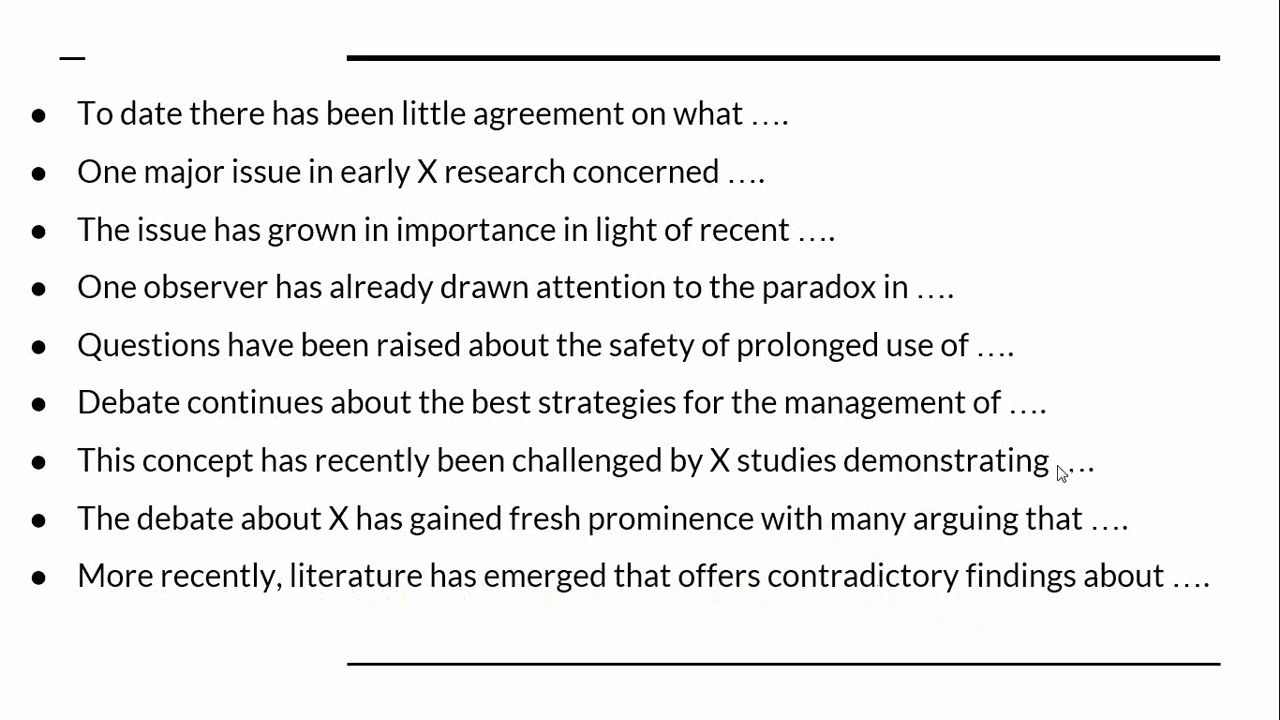 ● To date there has been little agreement on what ….
● One major issue in early X research concerned ….
● The issue has grown in importance in light of recent ….
● One observer has already drawn attention to the paradox in ….
● Questions have been raised about the safety of prolonged use of ….
● Debate continues about the best strategies for the management of ….
● This concept has recently been challenged by X studies demonstrating ….
● The debate about X has gained fresh prominence with many arguing that ….
● More recently, literature has emerged that offers contradictory findings about ….